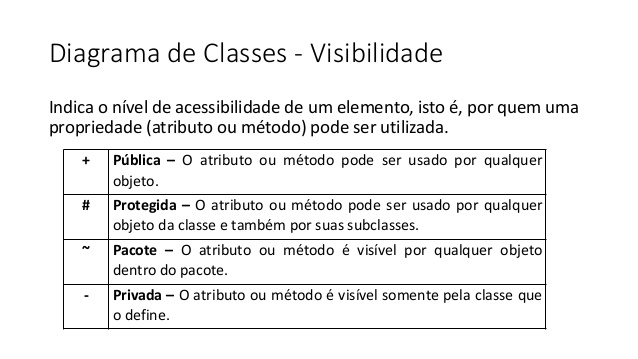 Diagrama de Classes - Visibilidade
Indica o nível de acessibilidade de um elemento, isto é, por quem uma
propriedade (atributo ou método) pode ser utilizada.
+ Pública – O atributo ou método pode ser usado por qualquer
objeto.
# Protegida – O atributo ou método pode ser usado por qualquer
objeto da classe e também por suas subclasses.
~ Pacote – O atributo ou método é visível por qualquer objeto
dentro do pacote.
- Privada – O atributo ou método é visível somente pela classe que
o define.